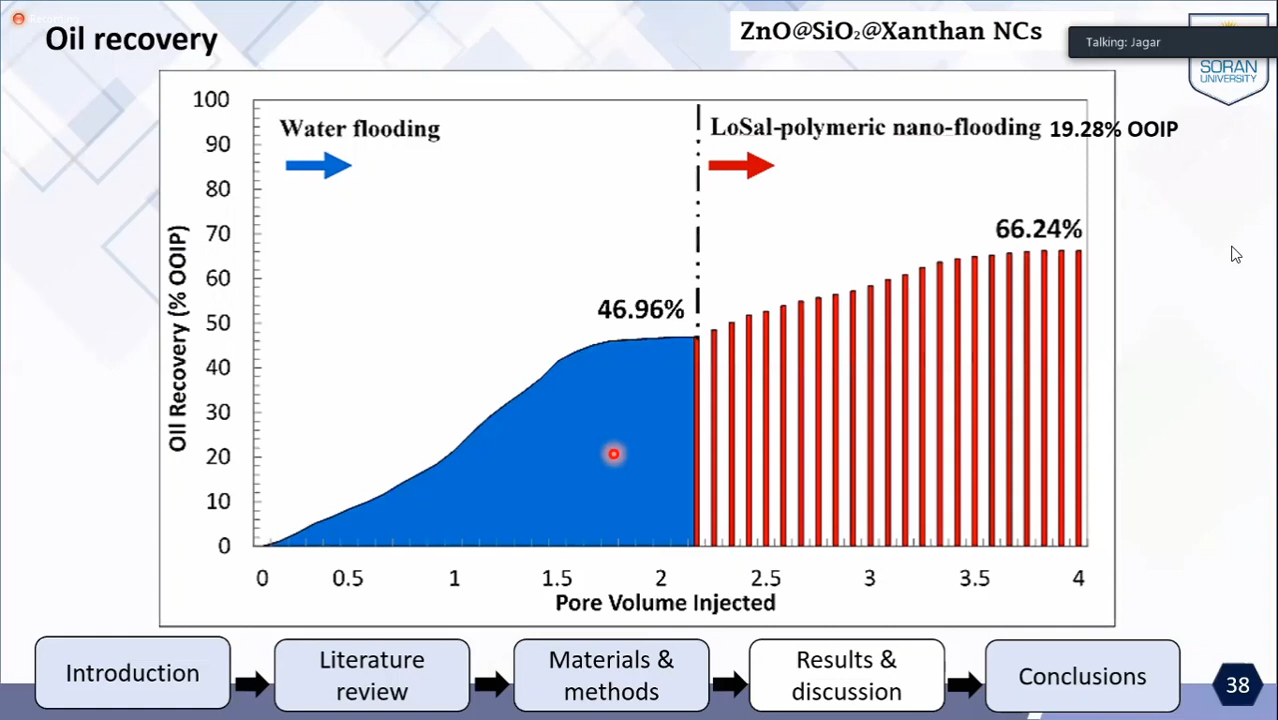 Recording
Oil recovery
ZnO@SiO₂@Xanthan NCs
Talking: Jagar
SORAN
UNIVERSITY
Water flooding
LoSal-polymeric nano-flooding 19.28% OOIP
46.96%
66.24%
Oil Recovery (% OOIP)
100
90
80
70
60
50
40
30
20
10
0
0 0.5 1 1.5 2 2.5 3 3.5 4
Pore Volume Injected
Introduction
Literature
review
Materials &
methods
Results &
discussion
Conclusions
38